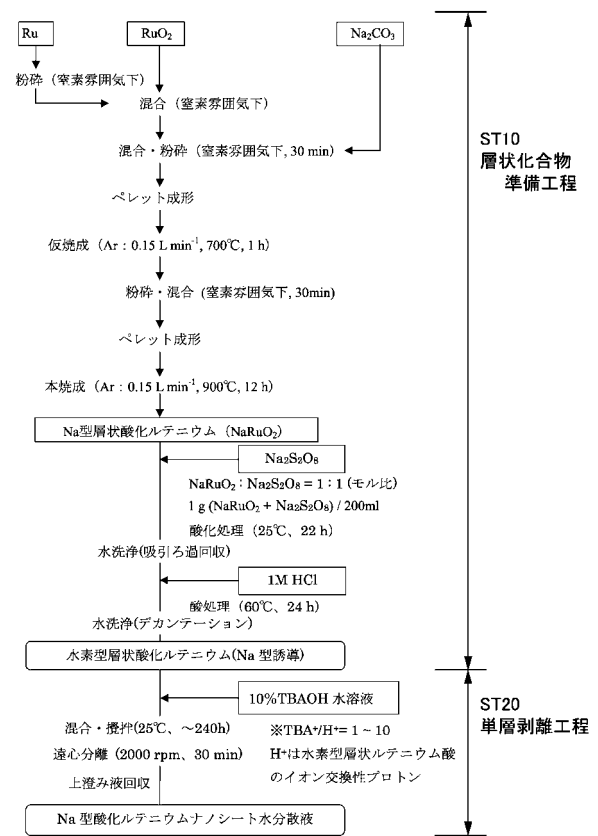 Ru
RuO₂
Na₂CO₃
粉砕（窒素雰囲気下）
混合（窒素雰囲気下）
混合・粉砕（窒素雰囲気下, 30 min）
ペレット成形
仮焼成（Ar：0.15 L min⁻¹, 700℃, 1 h）
粉砕・混合（窒素雰囲気下, 30min）
ペレット成形
本焼成（Ar：0.15 L min⁻¹, 900℃, 12 h）
Na型層状酸化ルテニウム（NaRuO₂）
Na₂S₂O₈
NaRuO₂：Na₂S₂O₈ = 1：1 (モル比)
1 g (NaRuO₂ + Na₂S₂O₈) / 200ml
酸化処理（25℃、22 h）
水洗浄(吸引ろ過回収)
1M HCl
酸処理（60℃、24 h）
水洗浄(デカンテーション)
水素型層状酸化ルテニウム(Na 型誘導)
ST10
層状化合物
準備工程
10%TBAOH 水溶液
混合・攪拌(25℃、～240h)
※TBA⁺/H⁺= 1 ~ 10
遠心分離 (2000 rpm、30 min)
H⁺は水素型層状ルテニウム酸
のイオン交換性プロトン
上澄み液回収
Na 型酸化ルテニウムナノシート水分散液
ST20
単層剥離工程